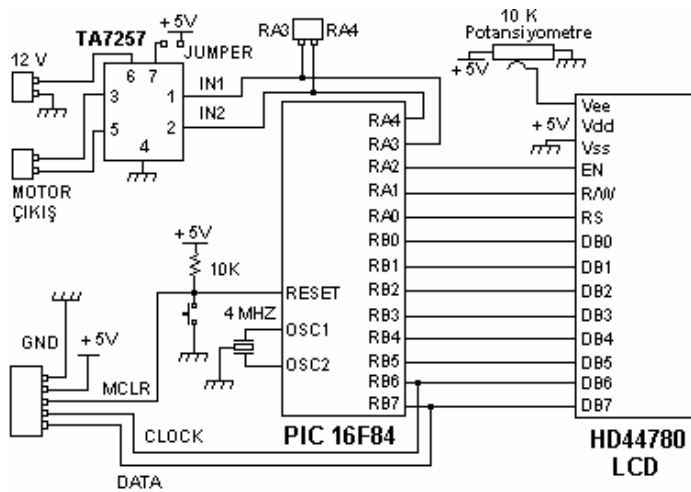 TA7257
+5V
JUMPER
12 V
6 7
3
5
1
2
4
IN1
IN2
MOTOR
ÇIKIŞ
RA3
RA4
10 K
Potansiyometre
+5V
Vee
+5V
Vdd
Vss
EN
R/W
RS
DB0
DB1
DB2
DB3
DB4
DB5
DB6
DB7
HD44780
LCD
RA4
RA3
RA2
RA1
RA0
RB0
RB1
RB2
RB3
RB4
RB5
RB6
RB7
RESET
OSC1
OSC2
PIC 16F84
+5V
10K
4 MHZ
GND
+5V
MCLR
CLOCK
DATA